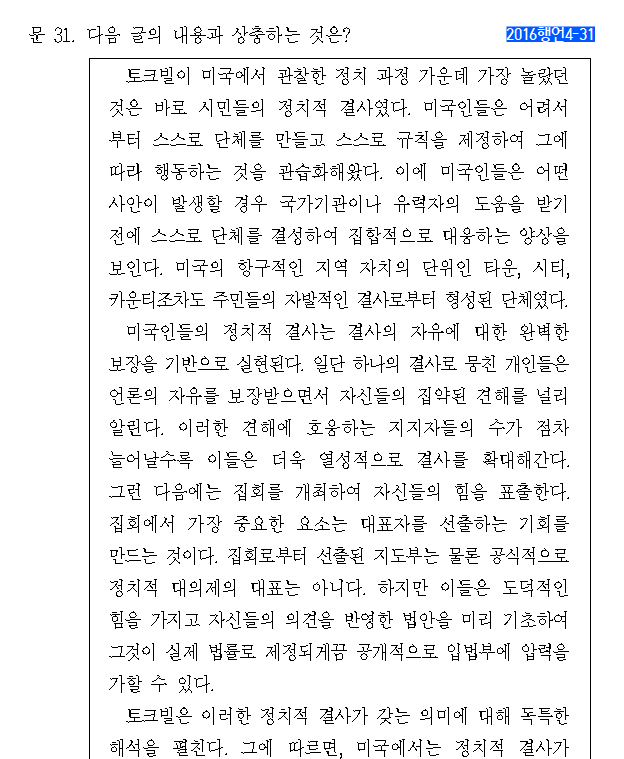 문 31. 다음 글의 내용과 상충하는 것은?
2016행언4-31
토크빌이 미국에서 관찰한 정치 과정 가운데 가장 놀랐던
것은 바로 시민들의 정치적 결사였다. 미국인들은 어려서
부터 스스로 단체를 만들고 스스로 규칙을 제정하여 그에
따라 행동하는 것을 관습화해왔다. 이에 미국인들은 어떤
사안이 발생할 경우 국가기관이나 유력자의 도움을 받기
전에 스스로 단체를 결성하여 집합적으로 대응하는 양상을
보인다. 미국의 항구적인 지역 자치의 단위인 타운, 시티,
카운티조차도 주민들의 자발적인 결사로부터 형성된 단체였다.
미국인들의 정치적 결사는 결사의 자유에 대한 완벽한
보장을 기반으로 실현된다. 일단 하나의 결사로 뭉친 개인들은
언론의 자유를 보장받으면서 자신들의 집약된 견해를 널리
알린다. 이러한 견해에 호응하는 지지자들의 수가 점차
늘어날수록 이들은 더욱 열성적으로 결사를 확대해간다.
그런 다음에는 집회를 개최하여 자신들의 힘을 표출한다.
집회에서 가장 중요한 요소는 대표자를 선출하는 기회를
만드는 것이다. 집회로부터 선출된 지도부는 물론 공식적으로
정치적 대의제의 대표는 아니다. 하지만 이들은 도덕적인
힘을 가지고 자신들의 의견을 반영한 법안을 미리 기초하여
그것이 실제 법률로 제정되게끔 공개적으로 입법부에 압력을
가할 수 있다.
토크빌은 이러한 정치적 결사가 갖는 의미에 대해 독특한
해석을 펼친다. 그에 따르면, 미국에서는 정치적 결사가